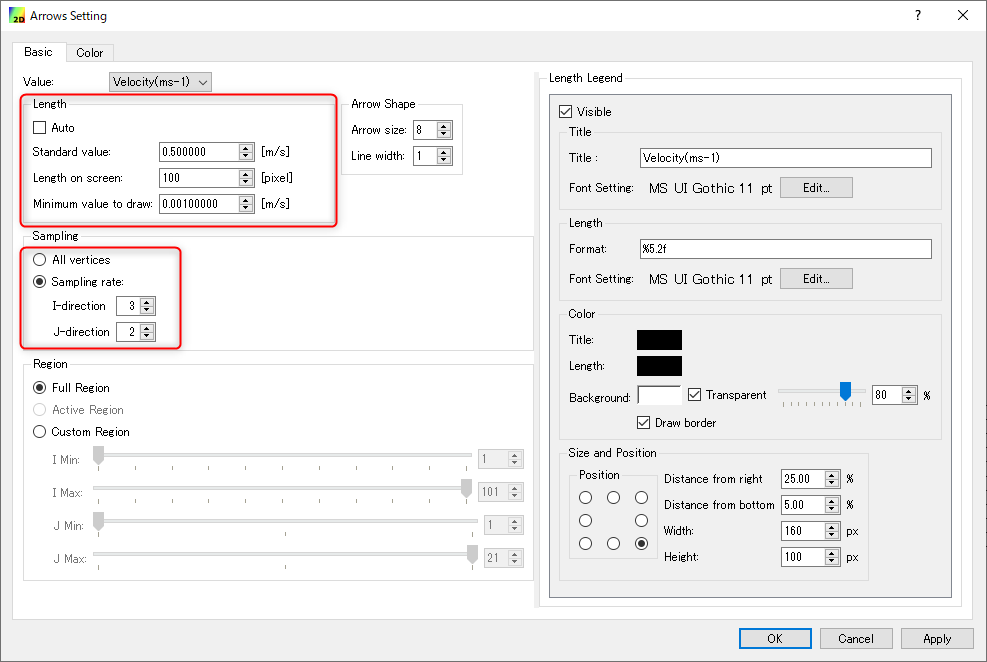 2D Arrows Setting ?
Basic Color
Value: Velocity(ms-1)
Length
Auto
Standard value: 0.500000 [m/s]
Length on screen: 100 [pixel]
Minimum value to draw: 0.00100000 [m/s]
Arrow Shape
Arrow size: 8
Line width: 1
Sampling
All vertices
Sampling rate:
I-direction 3
J-direction 2
Region
Full Region
Active Region
Custom Region
I Min: 1
I Max: 101
J Min: 1
J Max: 21
Length Legend
Visible
Title
Title : Velocity(ms-1)
Font Setting: MS UI Gothic 11 pt Edit...
Length
Format: %5.2f
Font Setting: MS UI Gothic 11 pt Edit...
Color
Title:
Length:
Background: Transparent 80 %
Draw border
Size and Position
Position
Distance from right 25.00 %
Distance from bottom 5.00 %
Width: 160 px
Height: 100 px
OK Cancel Apply